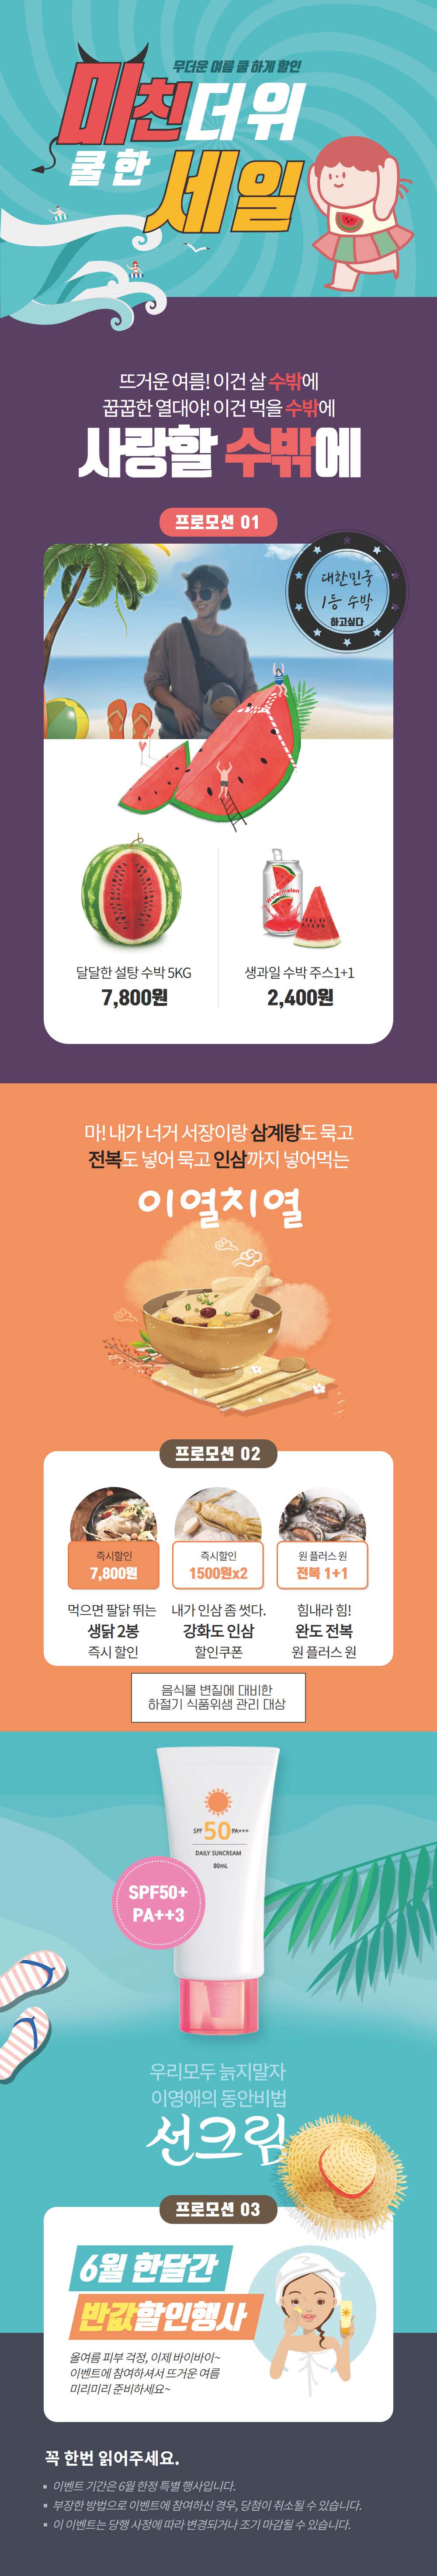 무더운 여름 쿨 하게 할인
미친더위
쿨한 세일
뜨거운 여름! 이건 살 수박에
꿉꿉한 열대야! 이건 먹을 수박에
사랑할 수박에
프로모션 01
대한민국
1등 수박
하고싶다
watermelon
달달한 설탕 수박 5KG
7,800원
생과일 수박 주스1+1
2,400원
마! 내가 너거 서장이랑 삼계탕도 묵고
전복도 넣어 묵고 인삼까지 넣어먹는
이열치열
프로모션 02
즉시할인
7,800원
즉시할인
1500원x2
원 플러스 원
전복 1+1
먹으면 팔닭 뛰는
생닭 2봉
즉시 할인
내가 인삼 좀 썻다.
강화도 인삼
할인쿠폰
힘내라 힘!
완도 전복
원 플러스 원
음식물 변질에 대비한
하절기 식품위생 관리 대상
SPF 50 PA+++
DAILY SUNCREAM
80mL
SPF50+
PA++3
우리모두 늙지말자
이영애의 동안비법
선크림
프로모션 03
6월 한달간
반값할인행사
올여름 피부 걱정, 이제 바이바이~
이벤트에 참여하셔서 뜨거운 여름
미리미리 준비하세요~
꼭 한번 읽어주세요.
이벤트 기간은 6월 한정 특별 행사입니다.
부장한 방법으로 이벤트에 참여하신 경우, 당첨이 취소될 수 있습니다.
이 이벤트는 당행 사정에 따라 변경되거나 조기 마감될 수 있습니다.